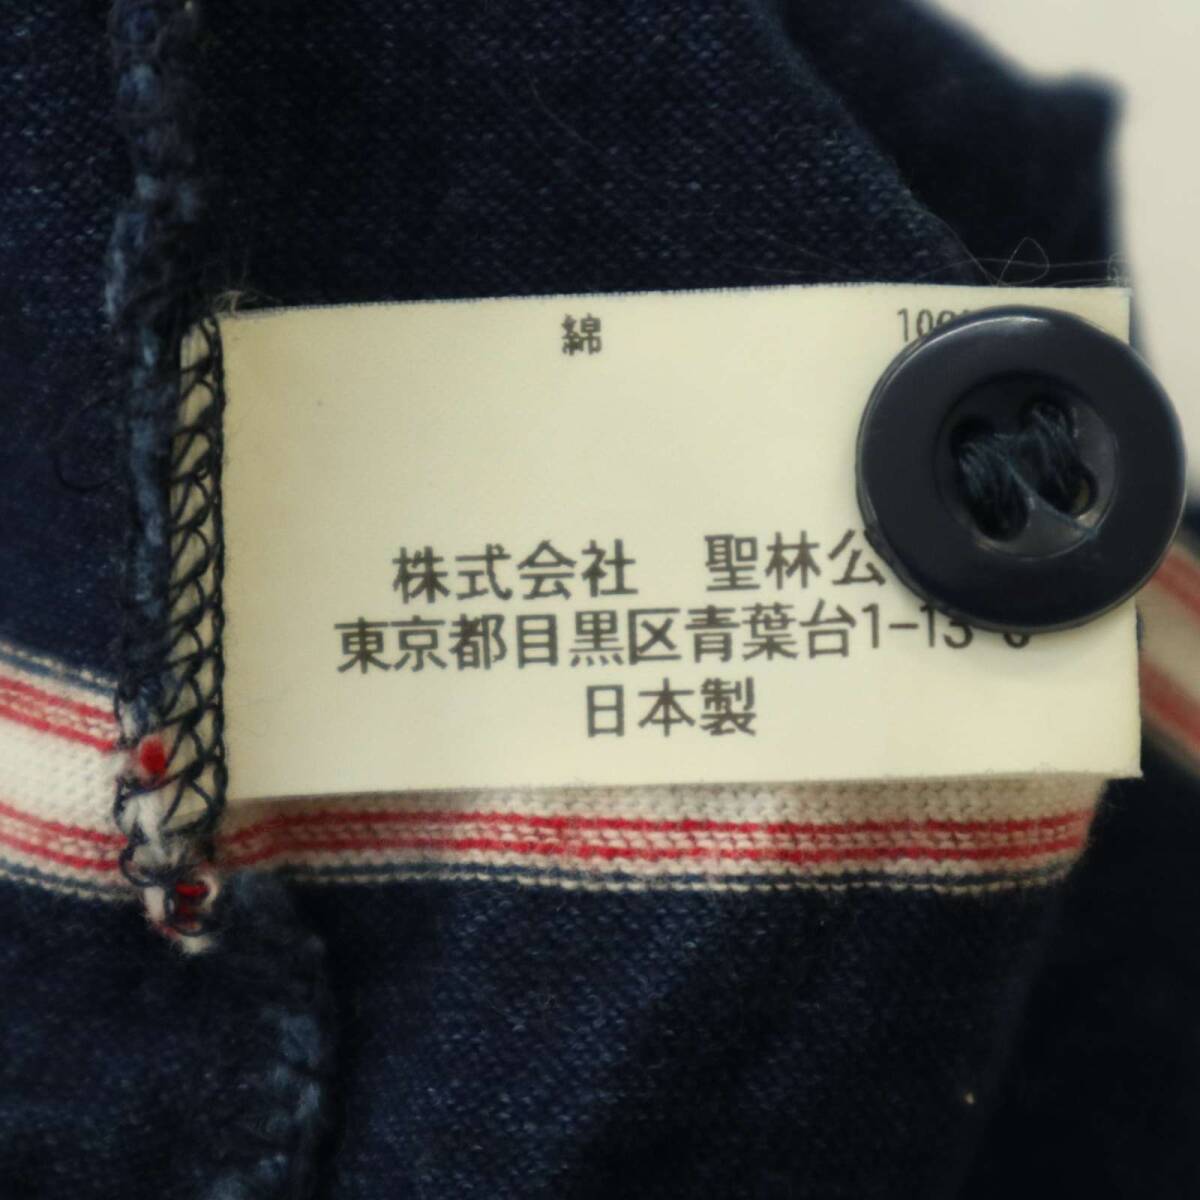 綿 100%
株式会社 聖林公
東京都目黒区青葉台1-13
日本製